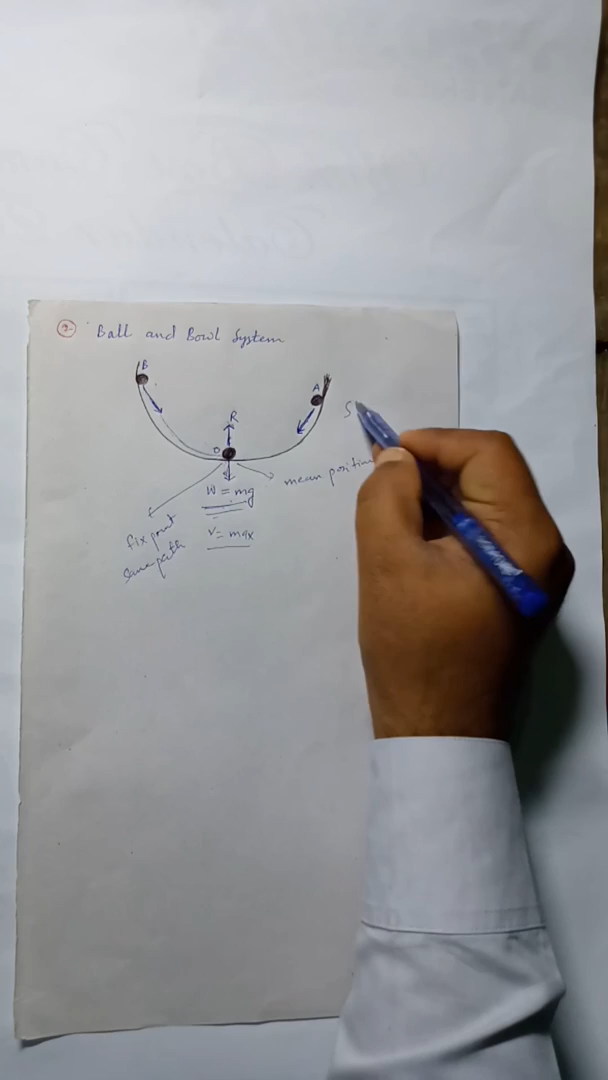 2. Ball and Bowl System
B
A
R
O
S
mean position
W = mg
fix point
same path
V = max